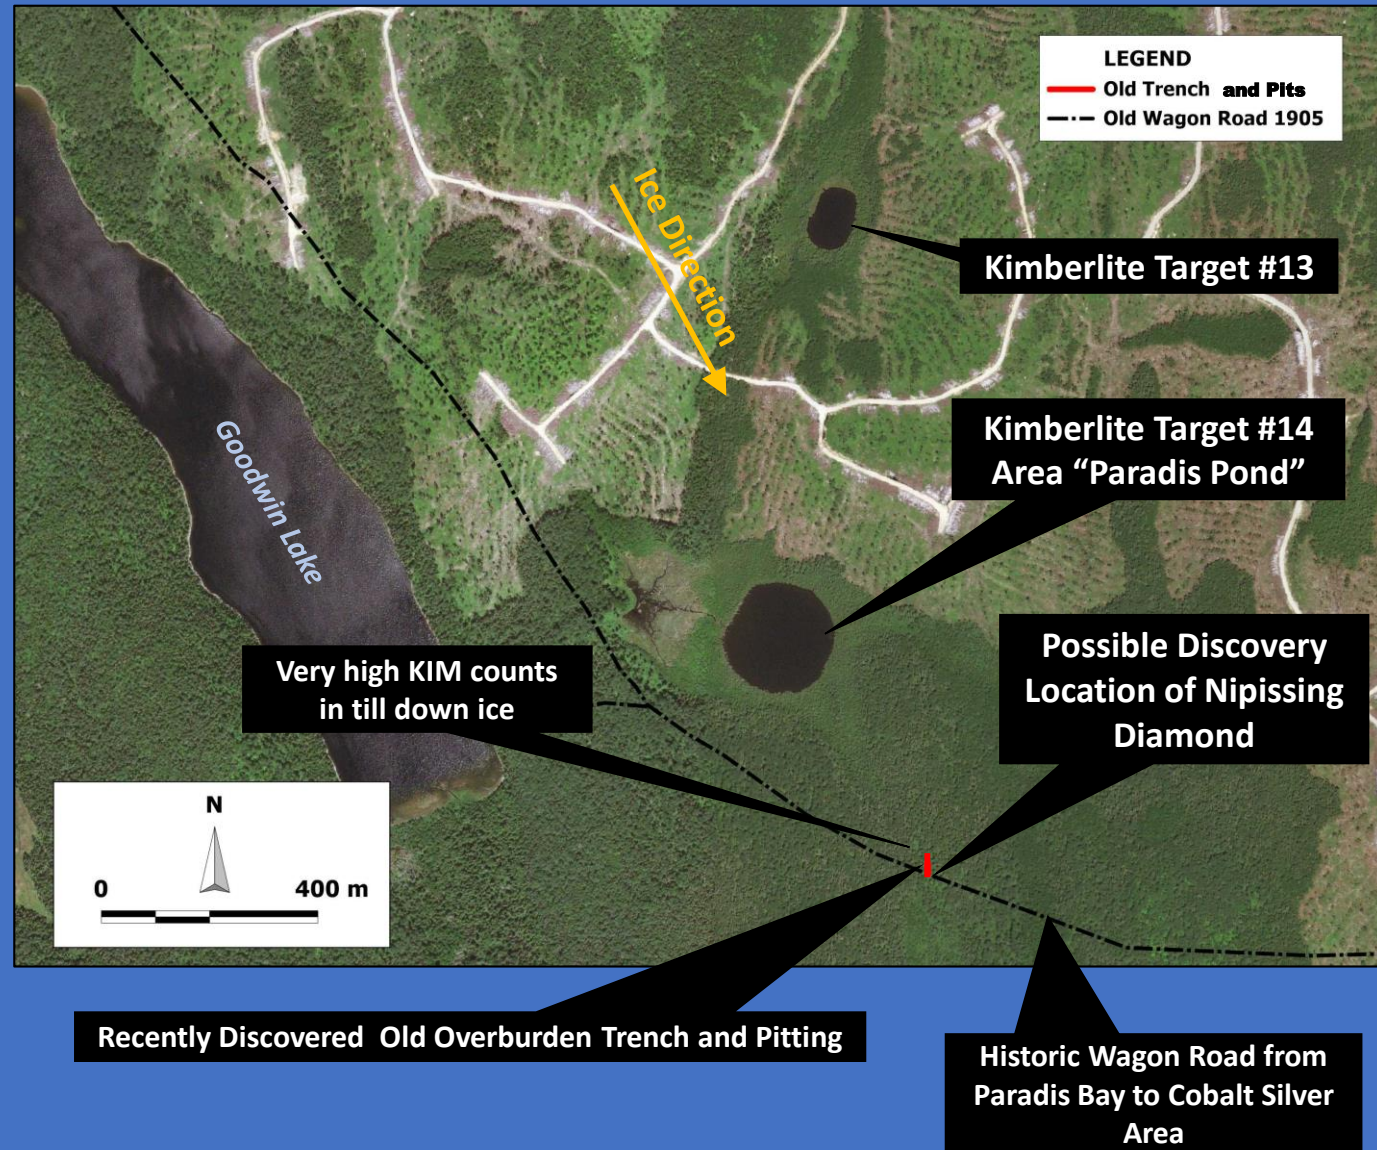 LEGEND
Old Trench and Pits
Old Wagon Road 1905
Ice Direction
Kimberlite Target #13
Kimberlite Target #14
Area “Paradis Pond”
Goodwin Lake
Possible Discovery
Location of Nipissing
Diamond
Very high KIM counts
in till down ice
N
0 400 m
Recently Discovered Old Overburden Trench and Pitting
Historic Wagon Road from
Paradis Bay to Cobalt Silver
Area